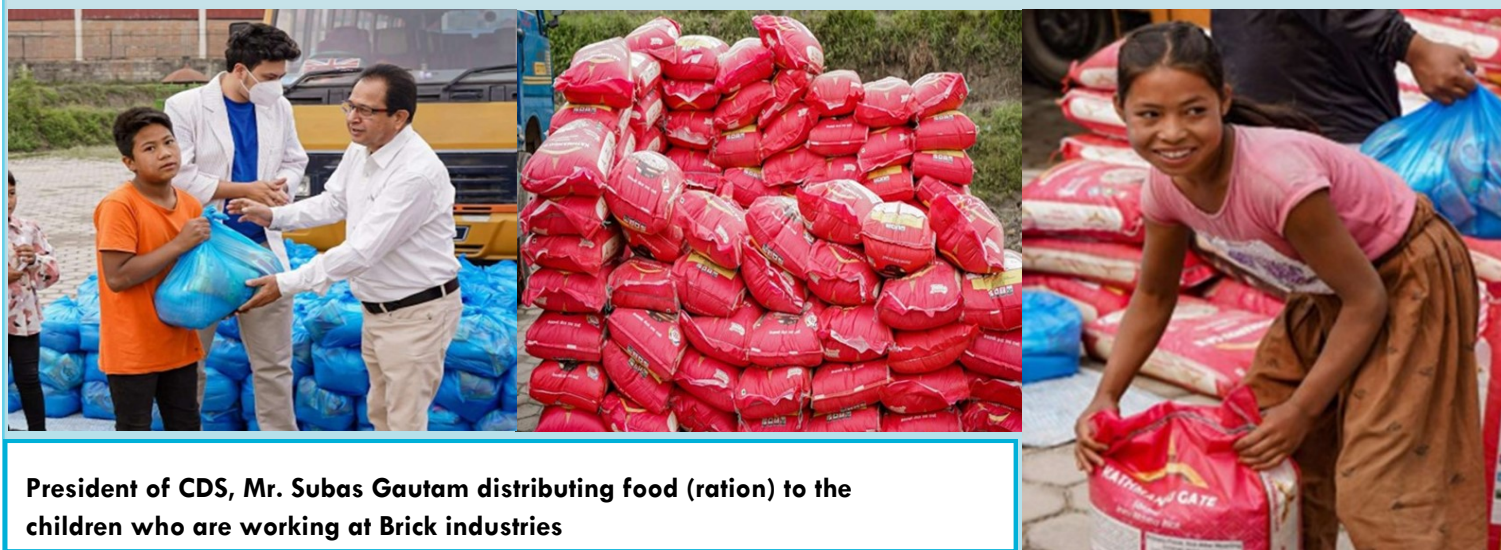 President of CDS, Mr. Subas Gautam distributing food (ration) to the
children who are working at Brick industries
KATHMANDU GATE